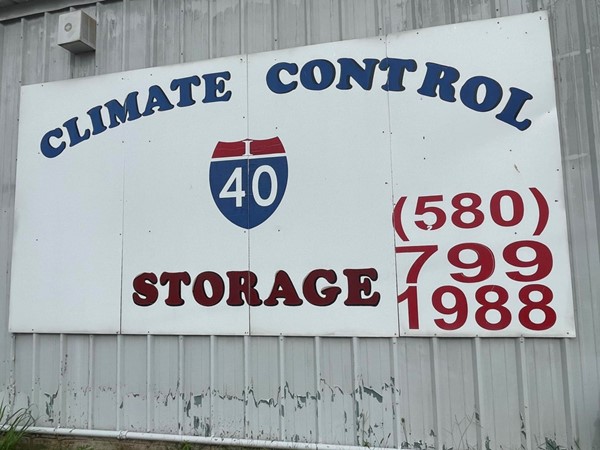 CLIMATE CONTROL
40
STORAGE
(580)
799
1988